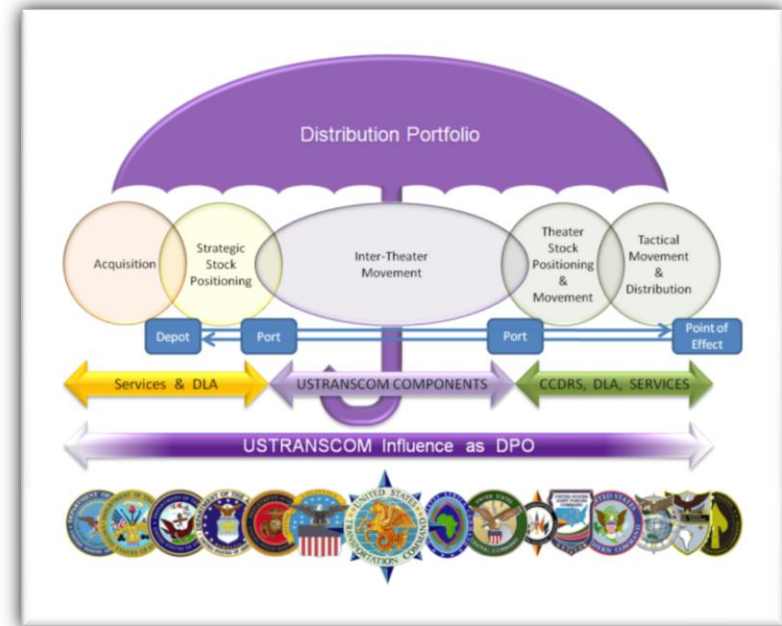 Distribution Portfolio
Acquisition
Strategic
Stock
Positioning
Inter-Theater
Movement
Theater
Stock
Positioning
&
Movement
Tactical
Movement
&
Distribution
Depot
Port
Port
Point of
Effect
Services & DLA
USTRANSCOM COMPONENTS
CCDRS, DLA, SERVICES
USTRANSCOM Influence as DPO
UNITED STATES
TRANSPORTATION COMMAND